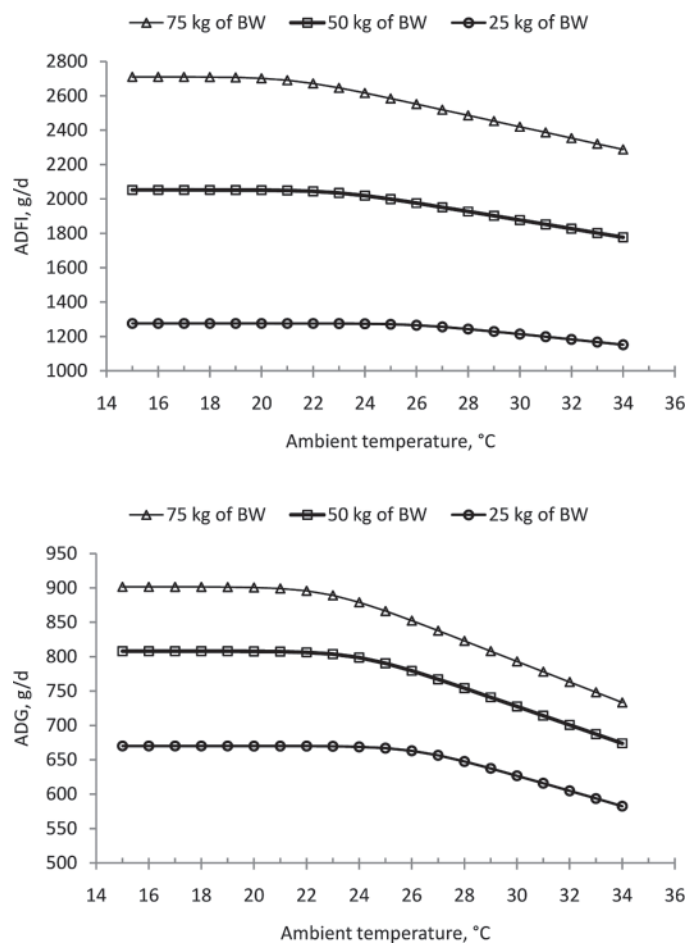 75 kg of BW 50 kg of BW 25 kg of BW
2800
2600
2400
2200
2000
1800
1600
1400
1200
1000
ADFI, g/d
14 16 18 20 22 24 26 28 30 32 34 36
Ambient temperature, °C
75 kg of BW 50 kg of BW 25 kg of BW
950
900
850
800
750
700
650
600
550
500
ADG, g/d
14 16 18 20 22 24 26 28 30 32 34 36
Ambient temperature, °C